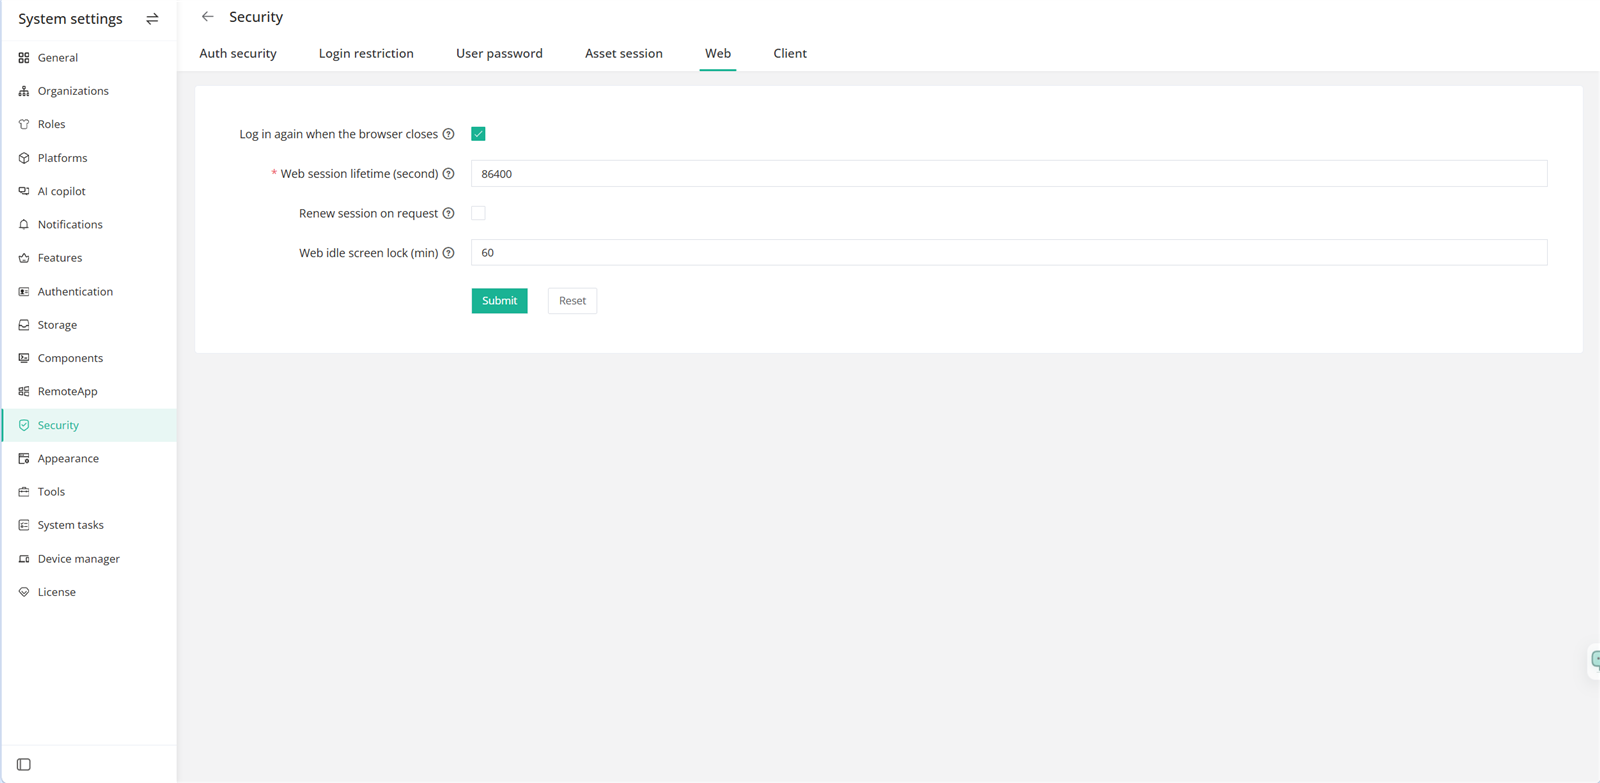 System settings
General
Organizations
Roles
Platforms
AI copilot
Notifications
Features
Authentication
Storage
Components
RemoteApp
Security
Appearance
Tools
System tasks
Device manager
License
Security
Auth security
Login restriction
User password
Asset session
Web
Client
Log in again when the browser closes
* Web session lifetime (second)
86400
Renew session on request
Web idle screen lock (min)
60
Submit
Reset